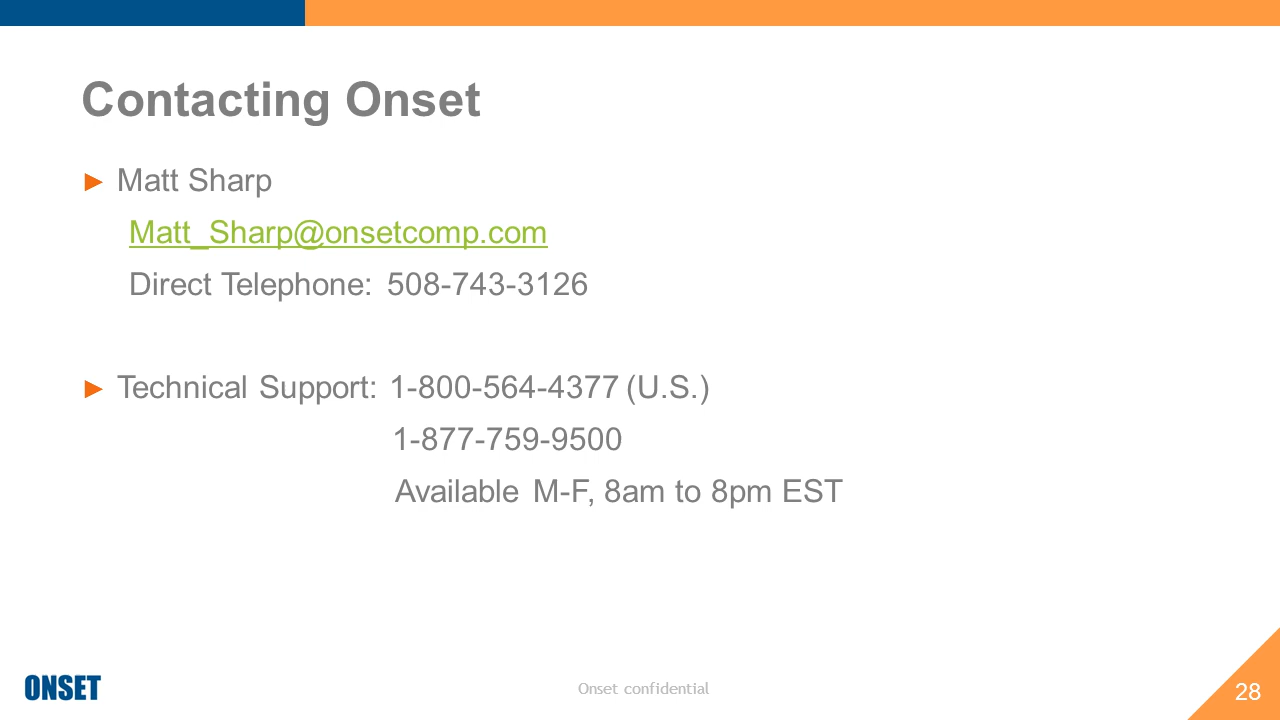 Contacting Onset
► Matt Sharp
Matt_Sharp@onsetcomp.com
Direct Telephone: 508-743-3126
► Technical Support: 1-800-564-4377 (U.S.)
1-877-759-9500
Available M-F, 8am to 8pm EST
ONSET
Onset confidential
28